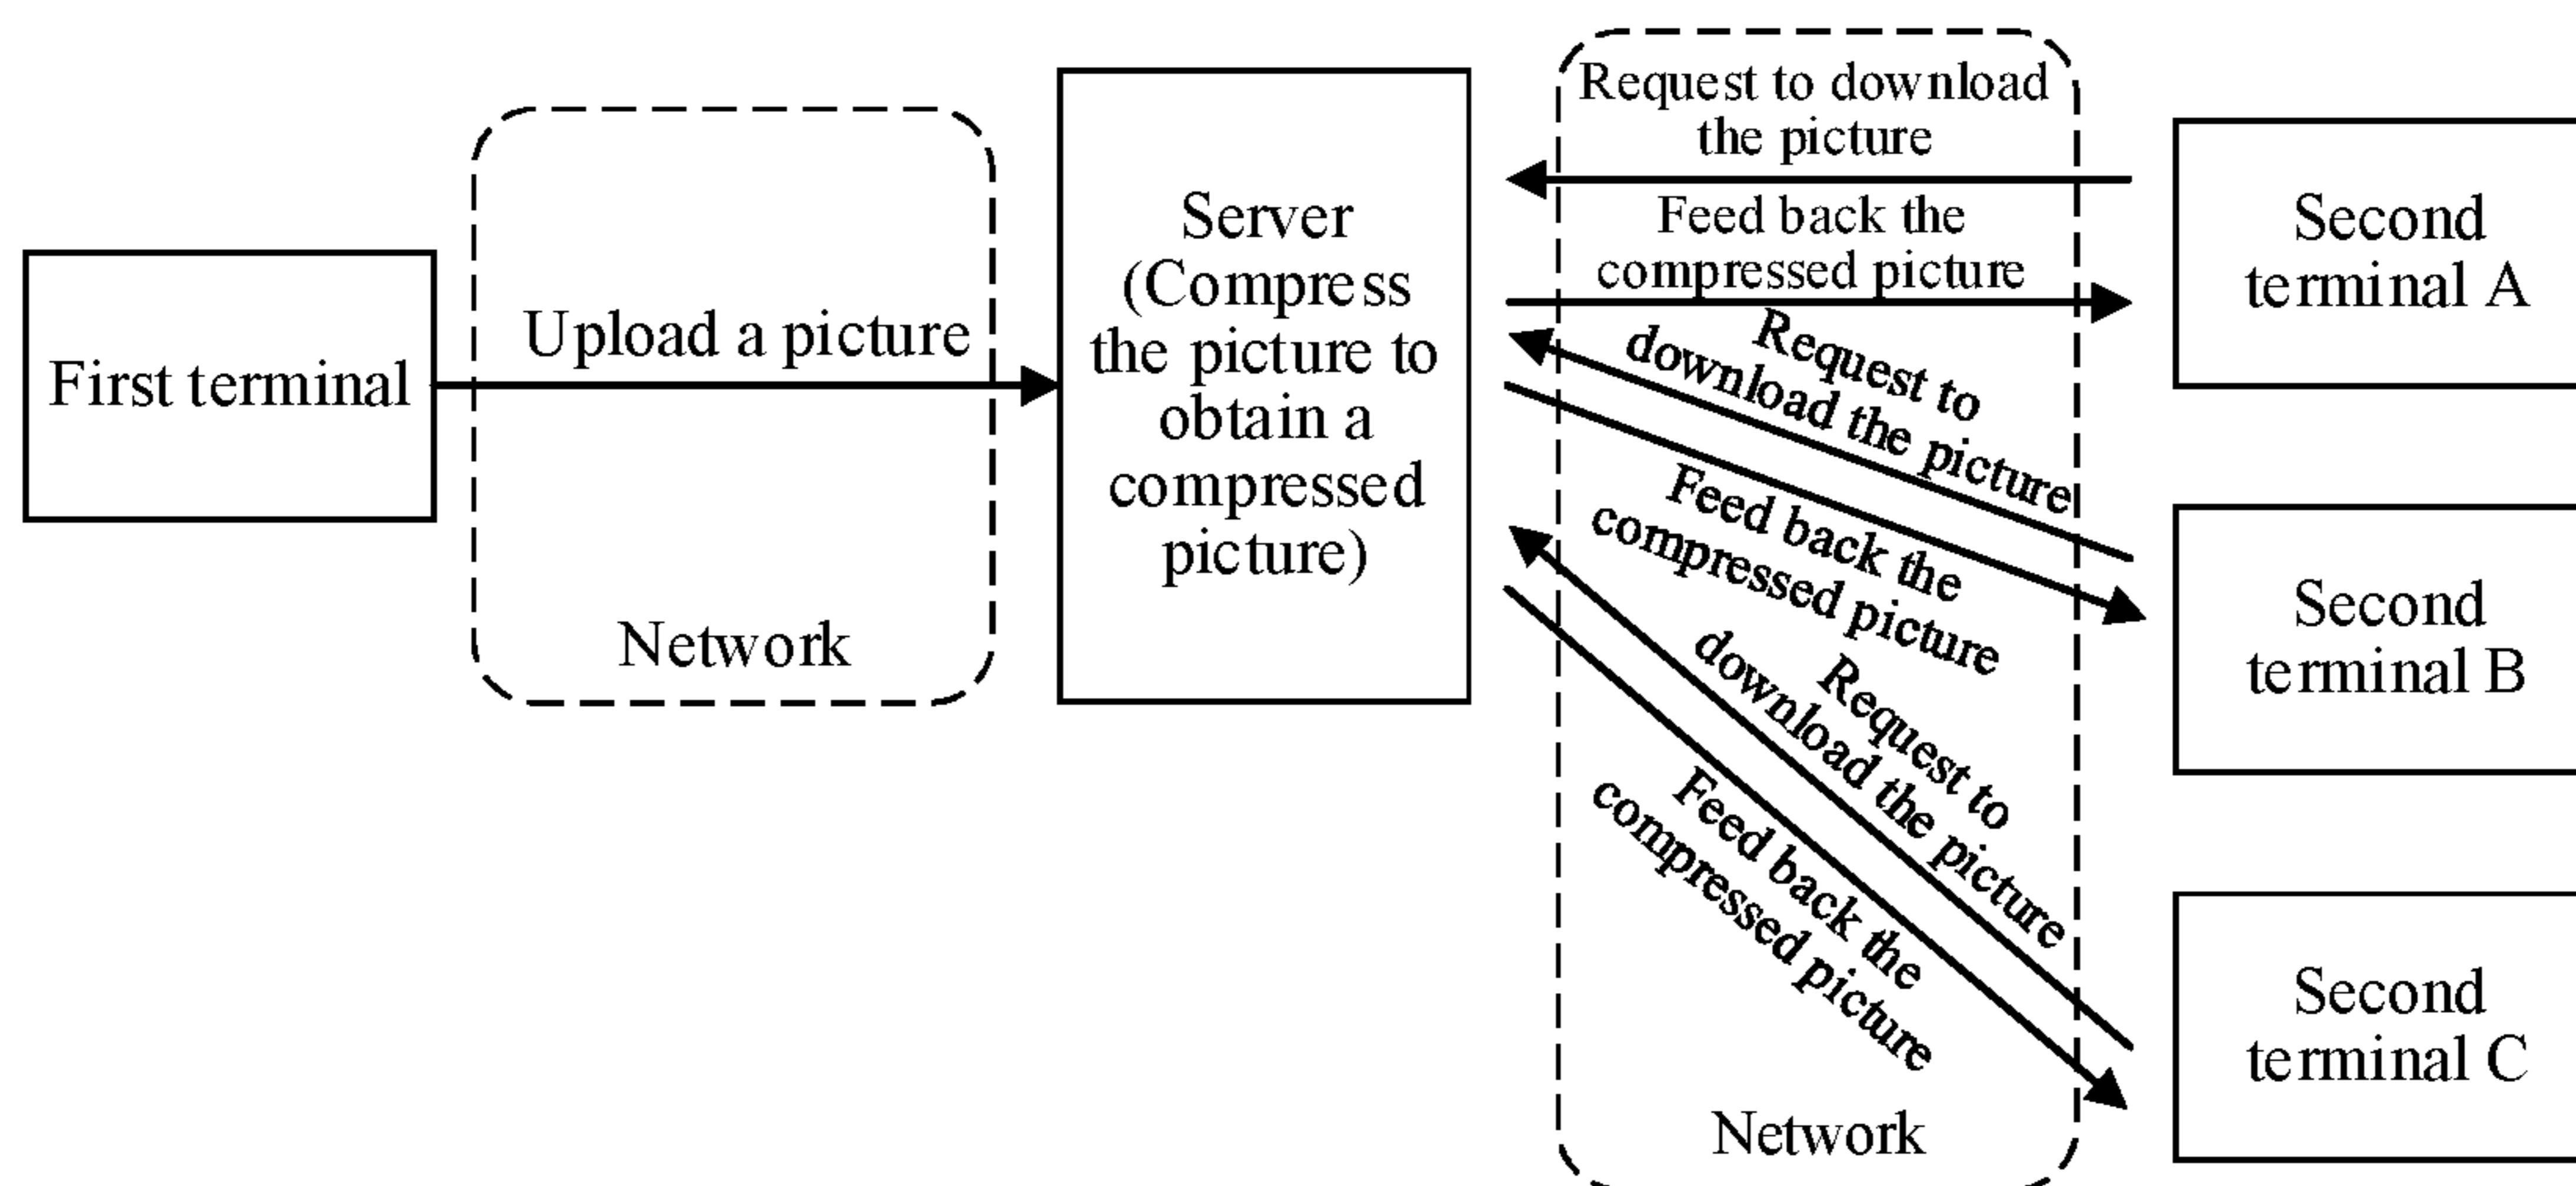 First terminal
Upload a picture
Network
Server
(Compress
the picture to
obtain a
compressed
picture)
Request to download
the picture
Feed back the
compressed picture
Request to
download the picture
Feed back the
compressed picture
Request to
download the picture
Feed back the
compressed picture
Network
Second
terminal A
Second
terminal B
Second
terminal C